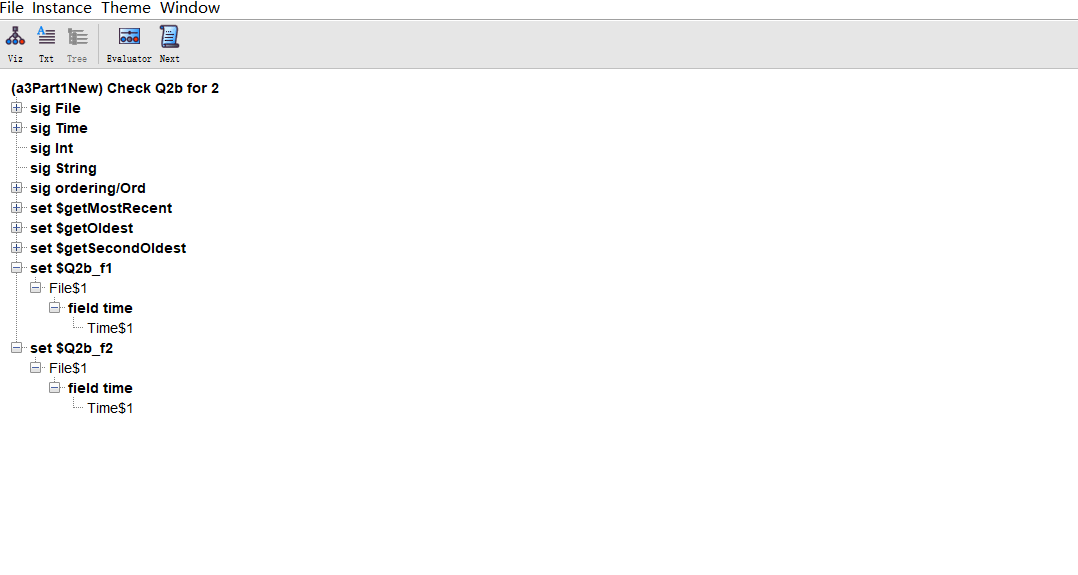 File Instance Theme Window
Viz Txt Tree Evaluator Next
(a3Part1New) Check Q2b for 2
sig File
sig Time
sig Int
sig String
sig ordering/Ord
set $getMostRecent
set $getOldest
set $getSecondOldest
set $Q2b_f1
File$1
field time
Time$1
set $Q2b_f2
File$1
field time
Time$1